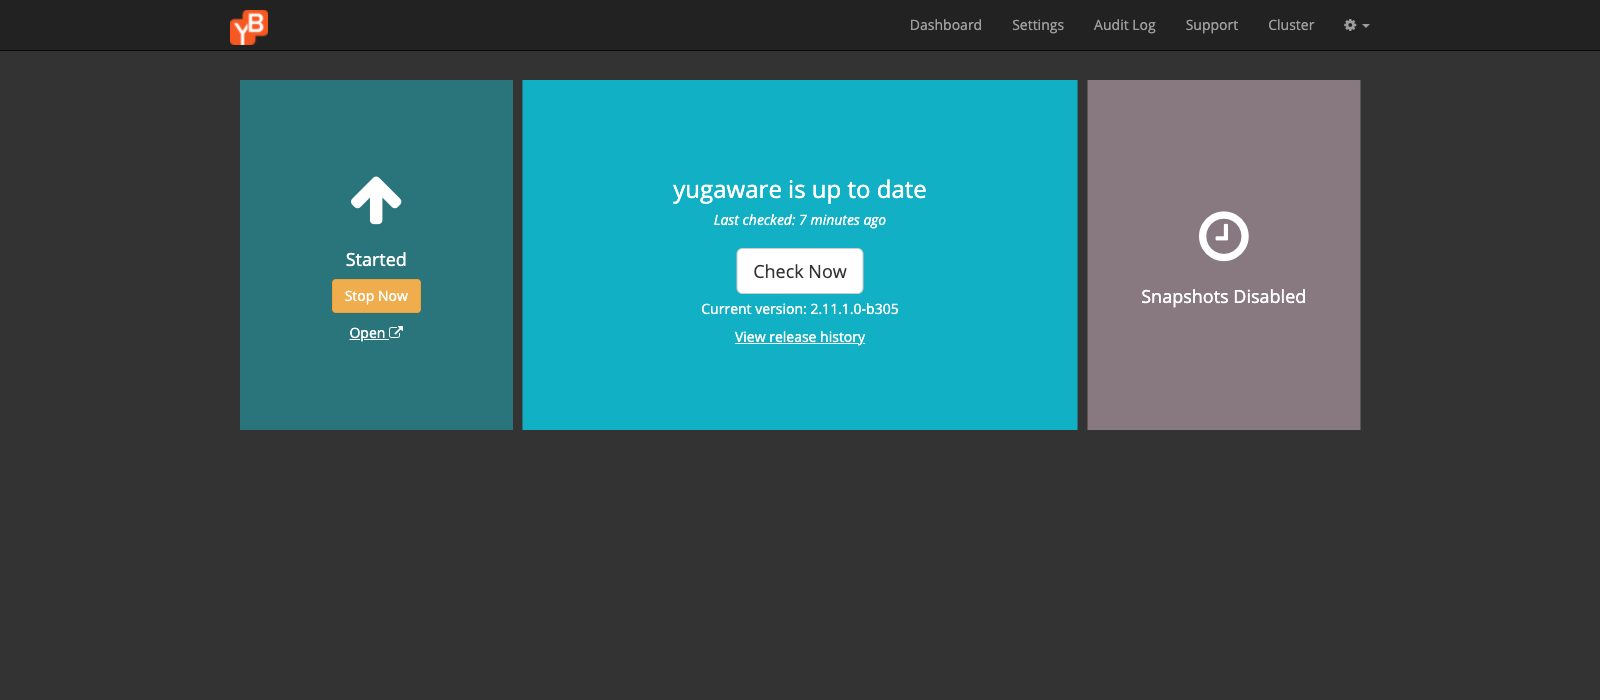 YB
Dashboard Settings Audit Log Support Cluster
Started
Stop Now
Open
yugaware is up to date
Last checked: 7 minutes ago
Check Now
Current version: 2.11.1.0-b305
View release history
Snapshots Disabled